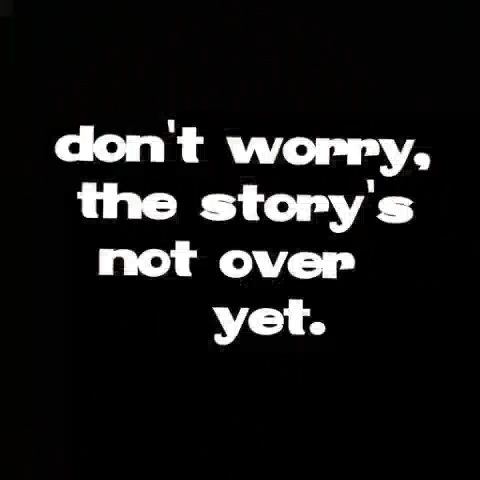 don't worry,
the story's
not over
yet.